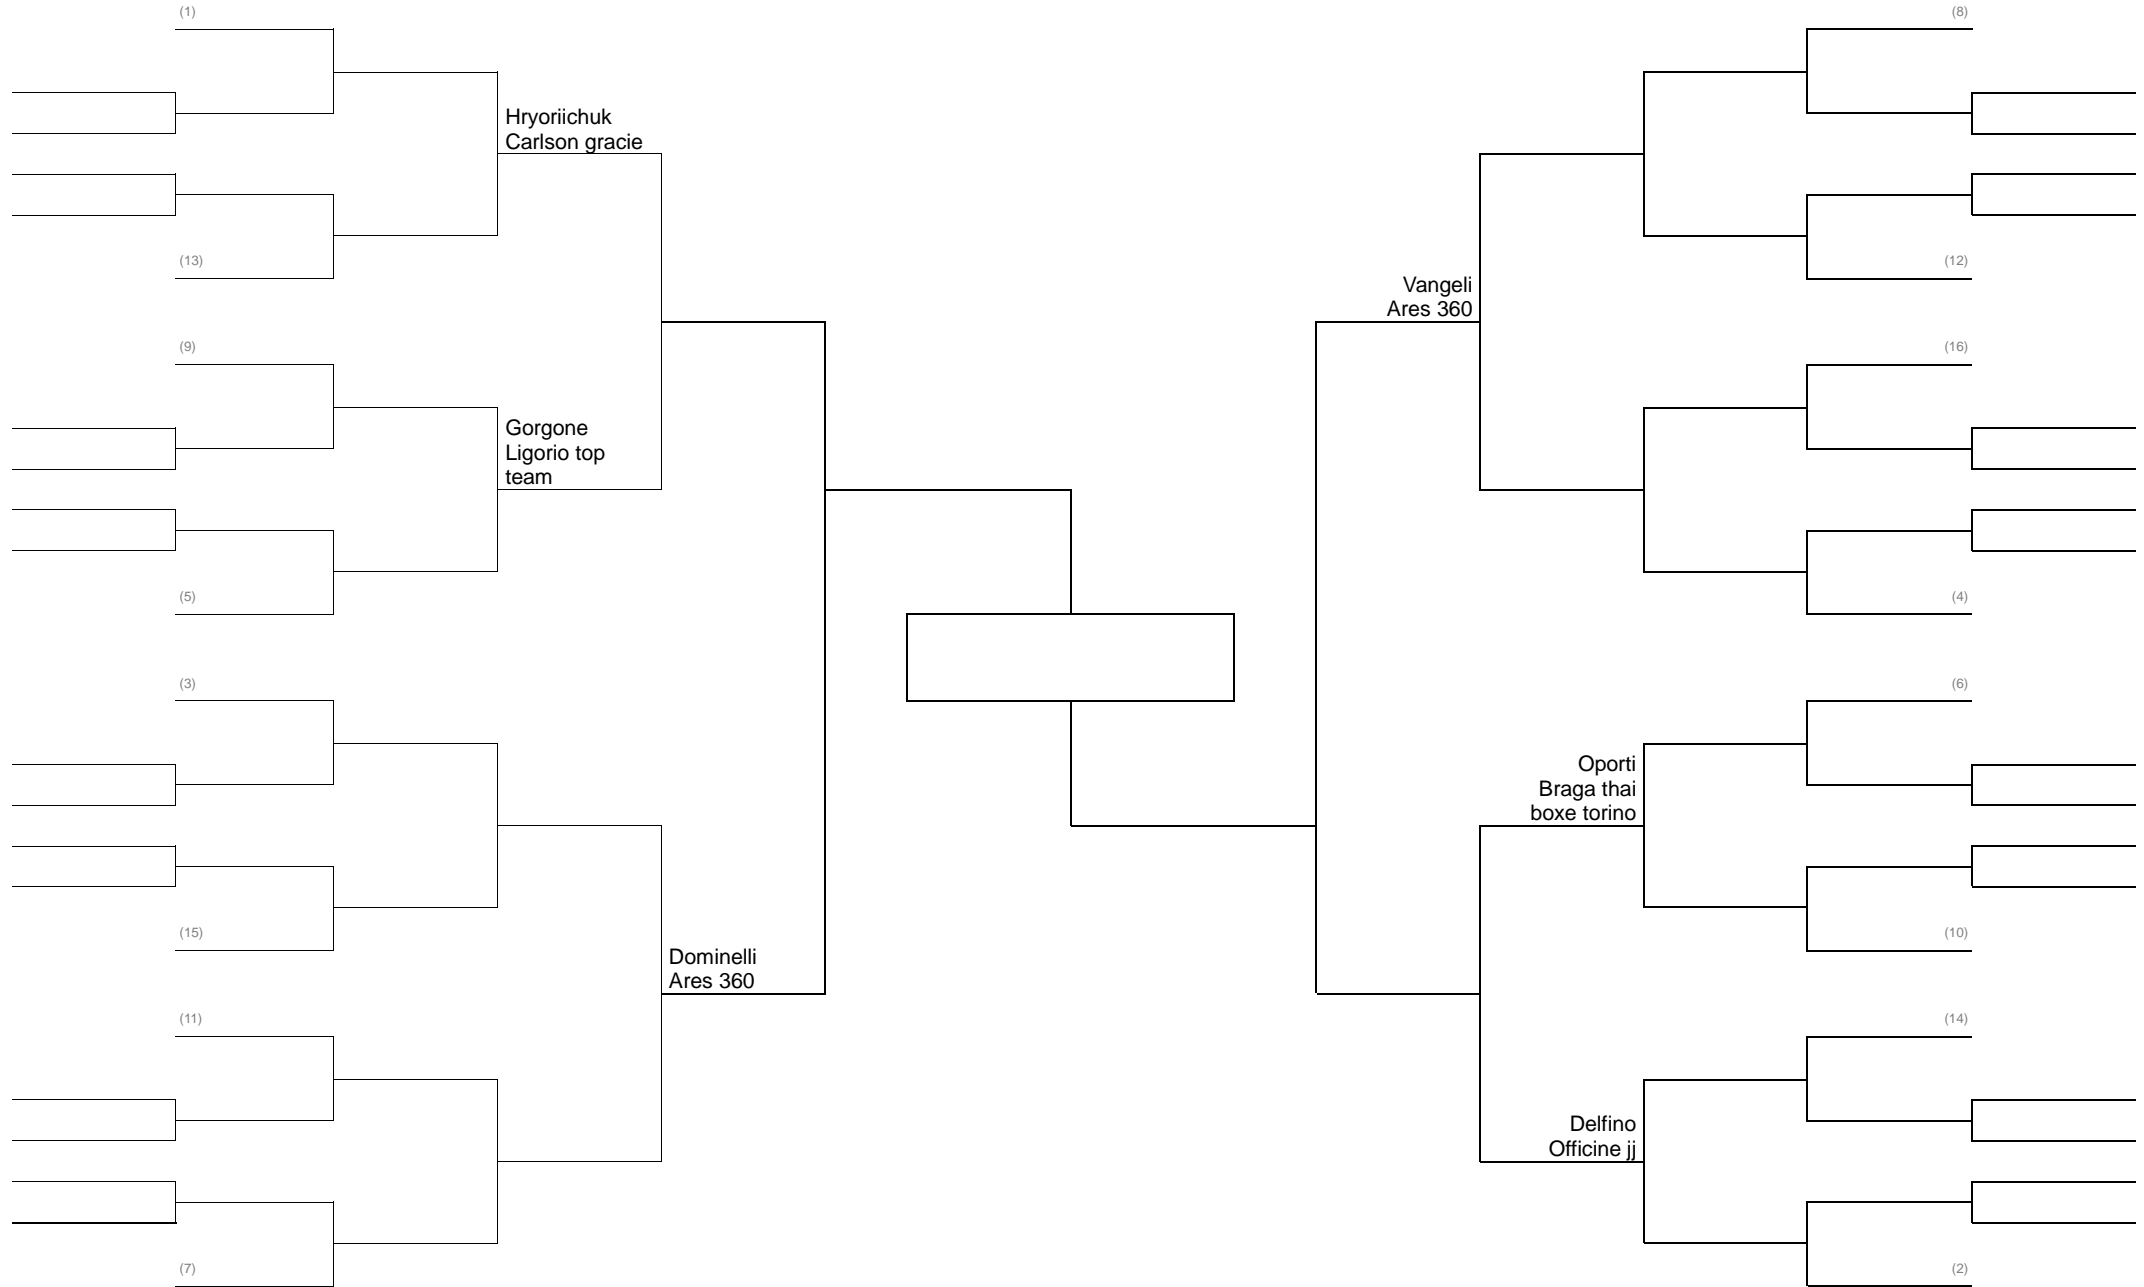 (1)
Hryoriichuk
Carlson gracie
(13)
(9)
Gorgone
Ligorio top
team
(5)
(3)
(15)
Dominelli
Ares 360
(11)
(7)
(8)
(12)
Vangeli
Ares 360
(16)
(4)
(6)
Oporti
Braga thai
boxe torino
(10)
(14)
Delfino
Officine jj
(2)